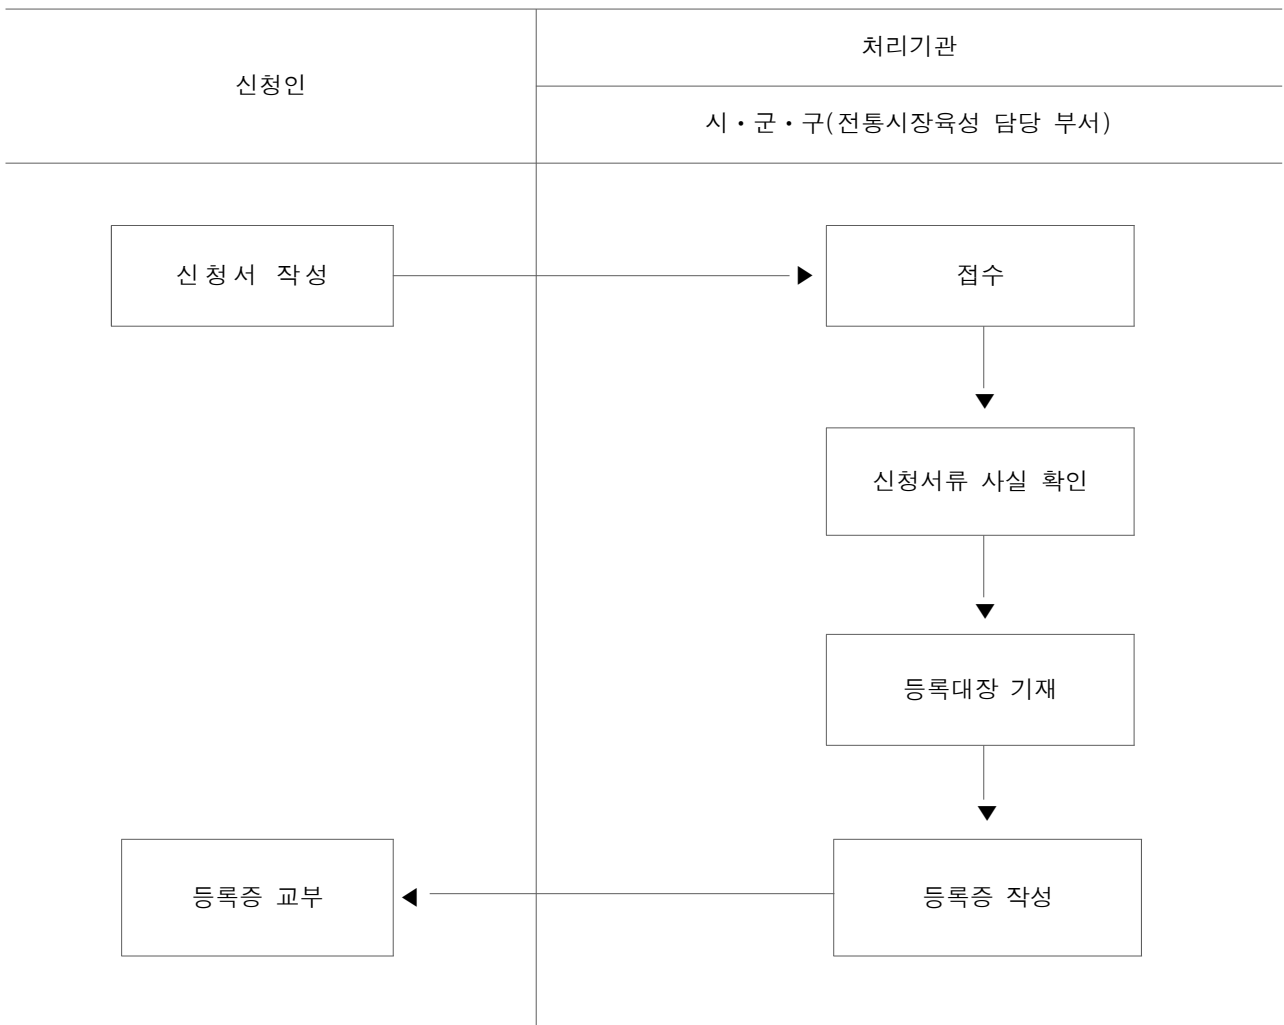 신청인
처리기관
시·군·구(전통시장육성 담당 부서)
신청서 작성
접수
신청서류 사실 확인
등록대장 기재
등록증 교부
등록증 작성